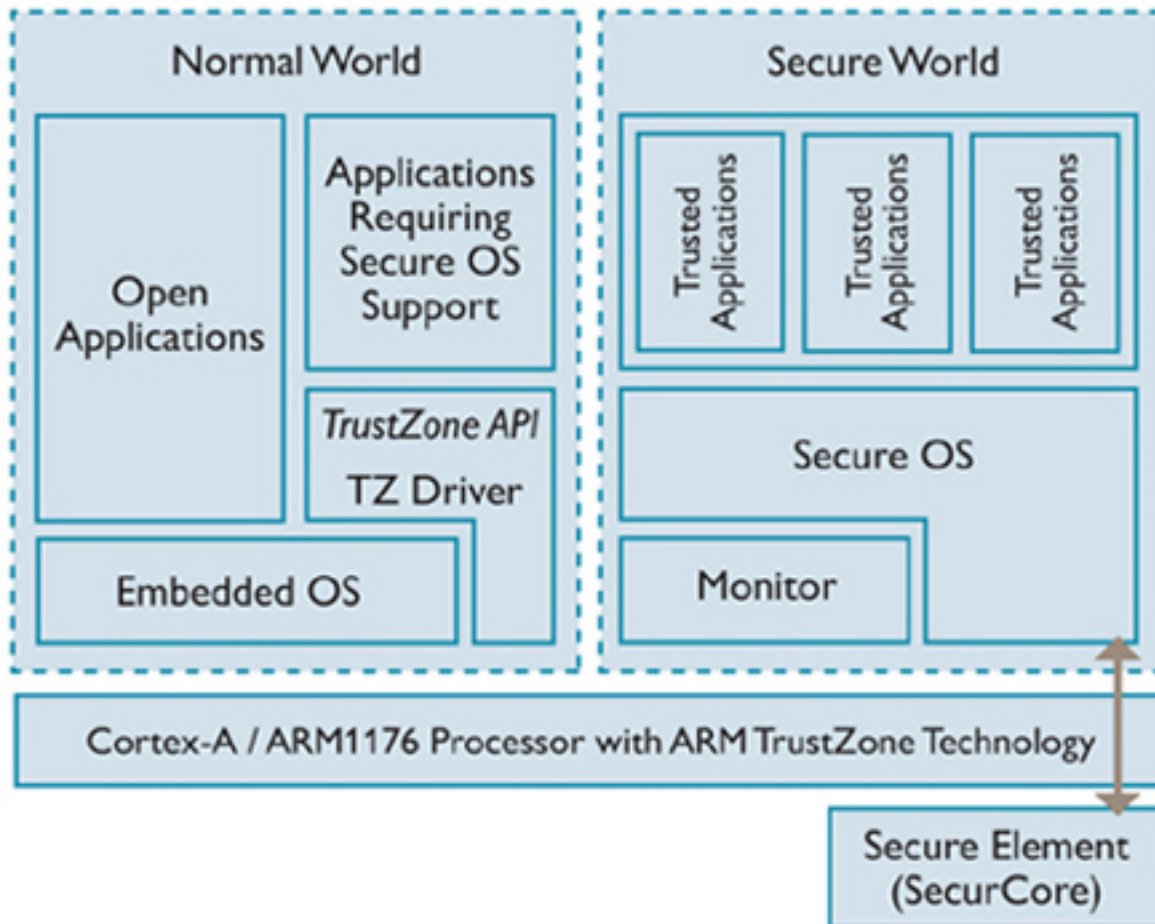 Normal World
Open
Applications
Applications
Requiring
Secure OS
Support
TrustZone API
TZ Driver
Embedded OS
Secure World
Trusted
Applications
Trusted
Applications
Trusted
Applications
Secure OS
Monitor
Cortex-A / ARM1176 Processor with ARM TrustZone Technology
Secure Element
(SecurCore)